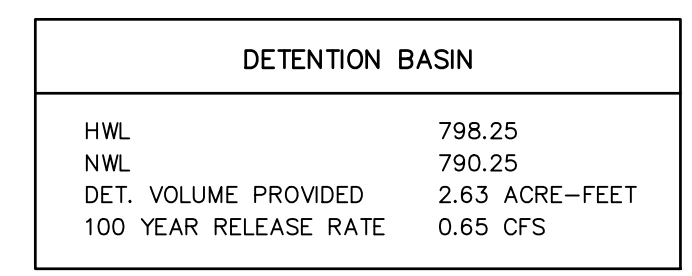 DETENTION BASIN
HWL 798.25
NWL 790.25
DET. VOLUME PROVIDED 2.63 ACRE–FEET
100 YEAR RELEASE RATE 0.65 CFS